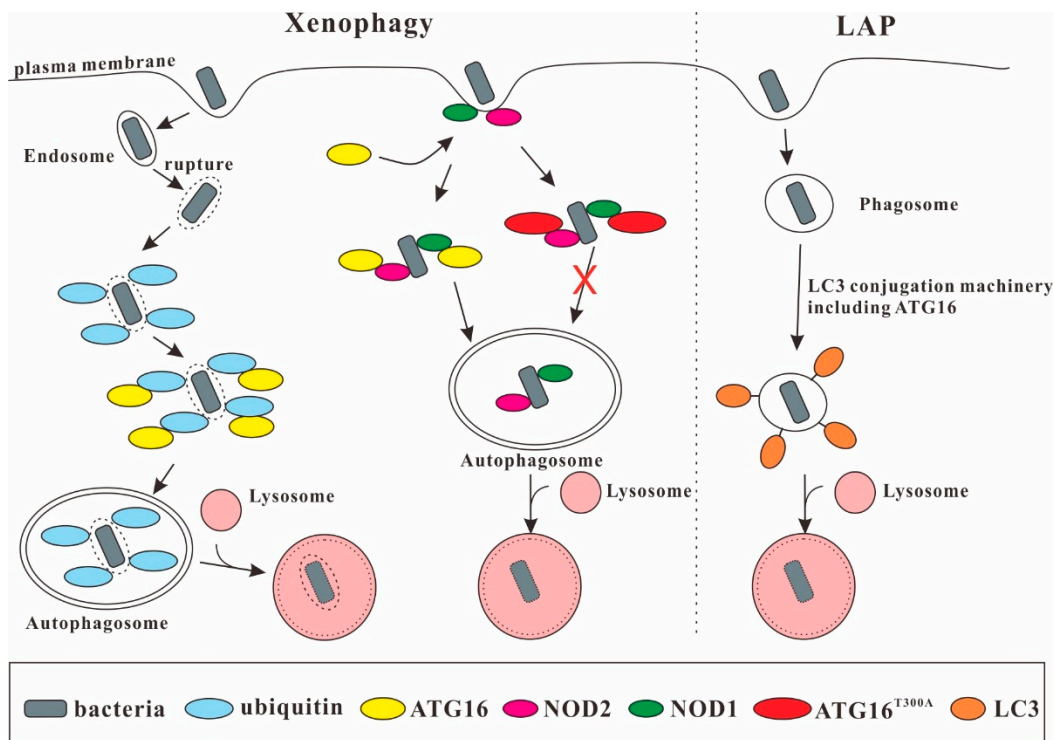 Xenophagy
LAP
plasma membrane
Endosome
rupture
Phagosome
LC3 conjugation machinery
including ATG16
X
Autophagosome
Lysosome
Lysosome
Lysosome
Autophagosome
bacteria
ubiquitin
ATG16
NOD2
NOD1
ATG16T300A
LC3